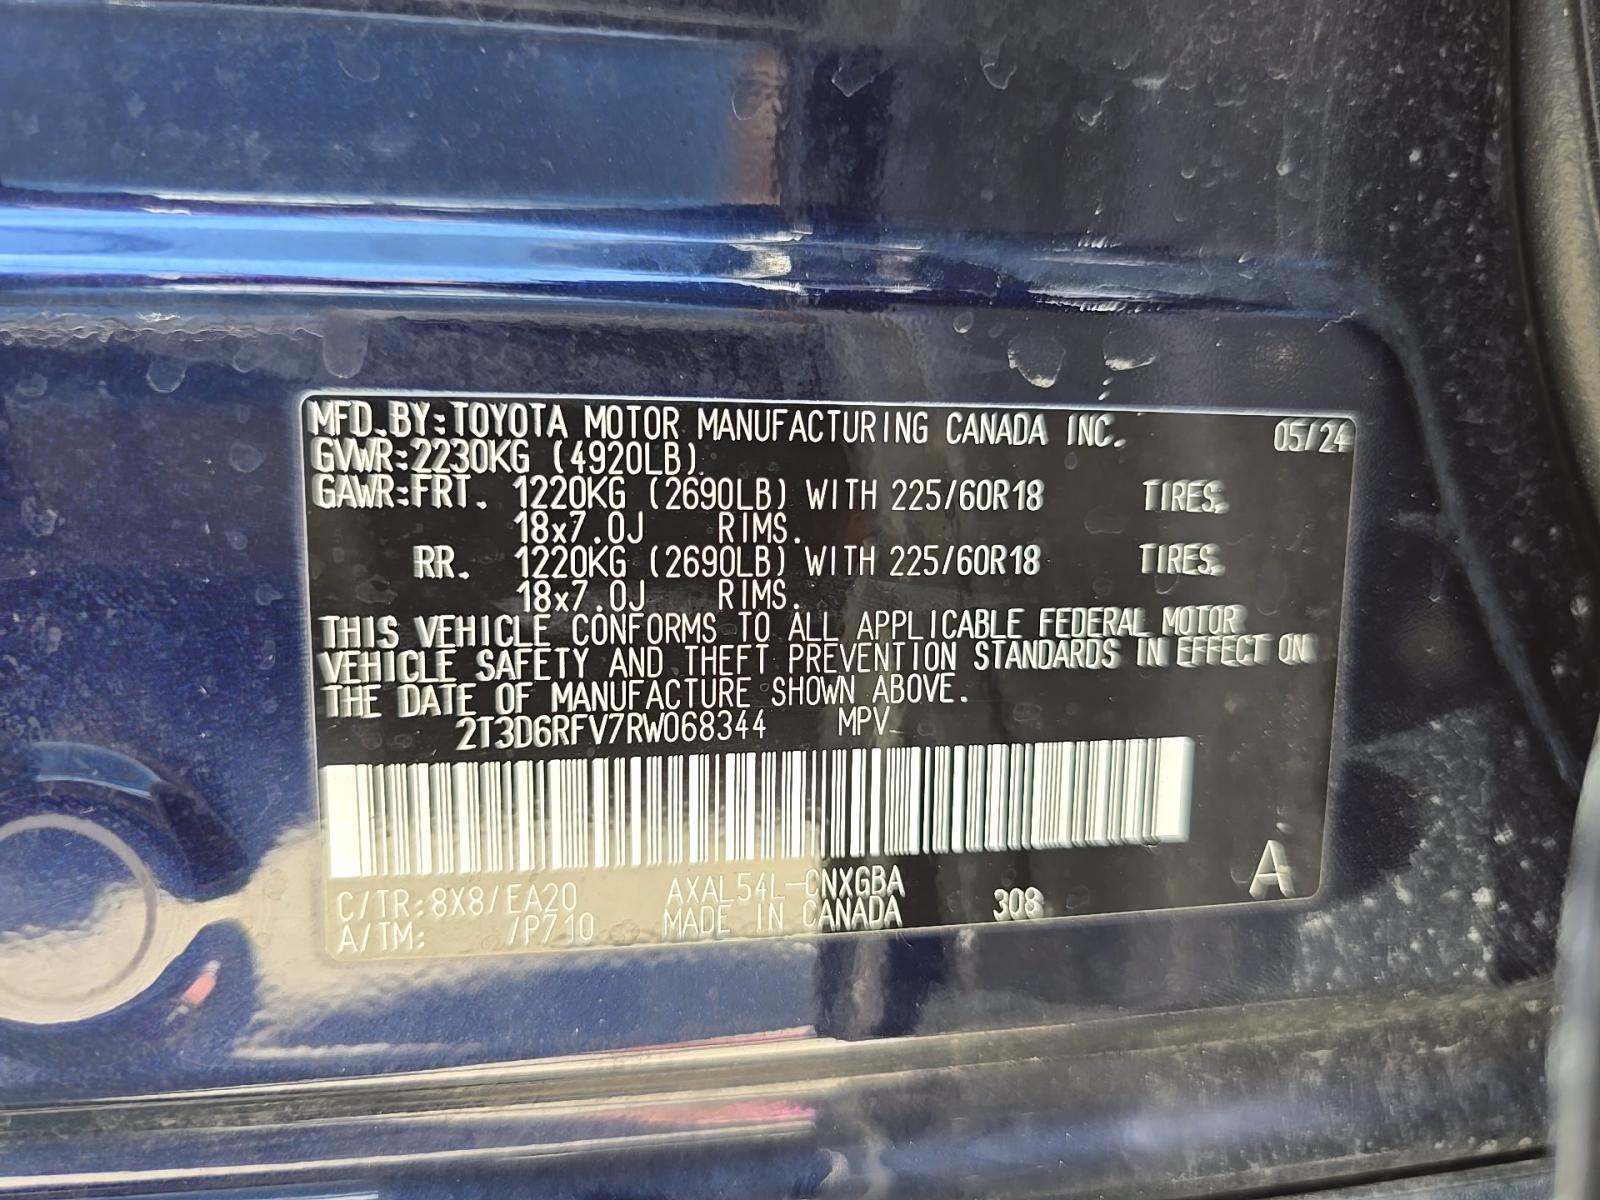 MFD. BY: TOYOTA MOTOR MANUFACTURING CANADA INC. 05/24
GVWR: 2230KG (4920LB)
GAWR: FRT. 1220KG (2690LB) WITH 225/60R18 TIRES,
18x7.0J RIMS.
RR. 1220KG (2690LB) WITH 225/60R18 TIRES,
18x7.0J RIMS.
THIS VEHICLE CONFORMS TO ALL APPLICABLE FEDERAL MOTOR
VEHICLE SAFETY AND THEFT PREVENTION STANDARDS IN EFFECT ON
THE DATE OF MANUFACTURE SHOWN ABOVE.
2T3D6RFV7RW068344 MPV
C/TR: 8X8/EA20 AXAL54L-CNXGBA 308 A
A/TM: /P710 MADE IN CANADA